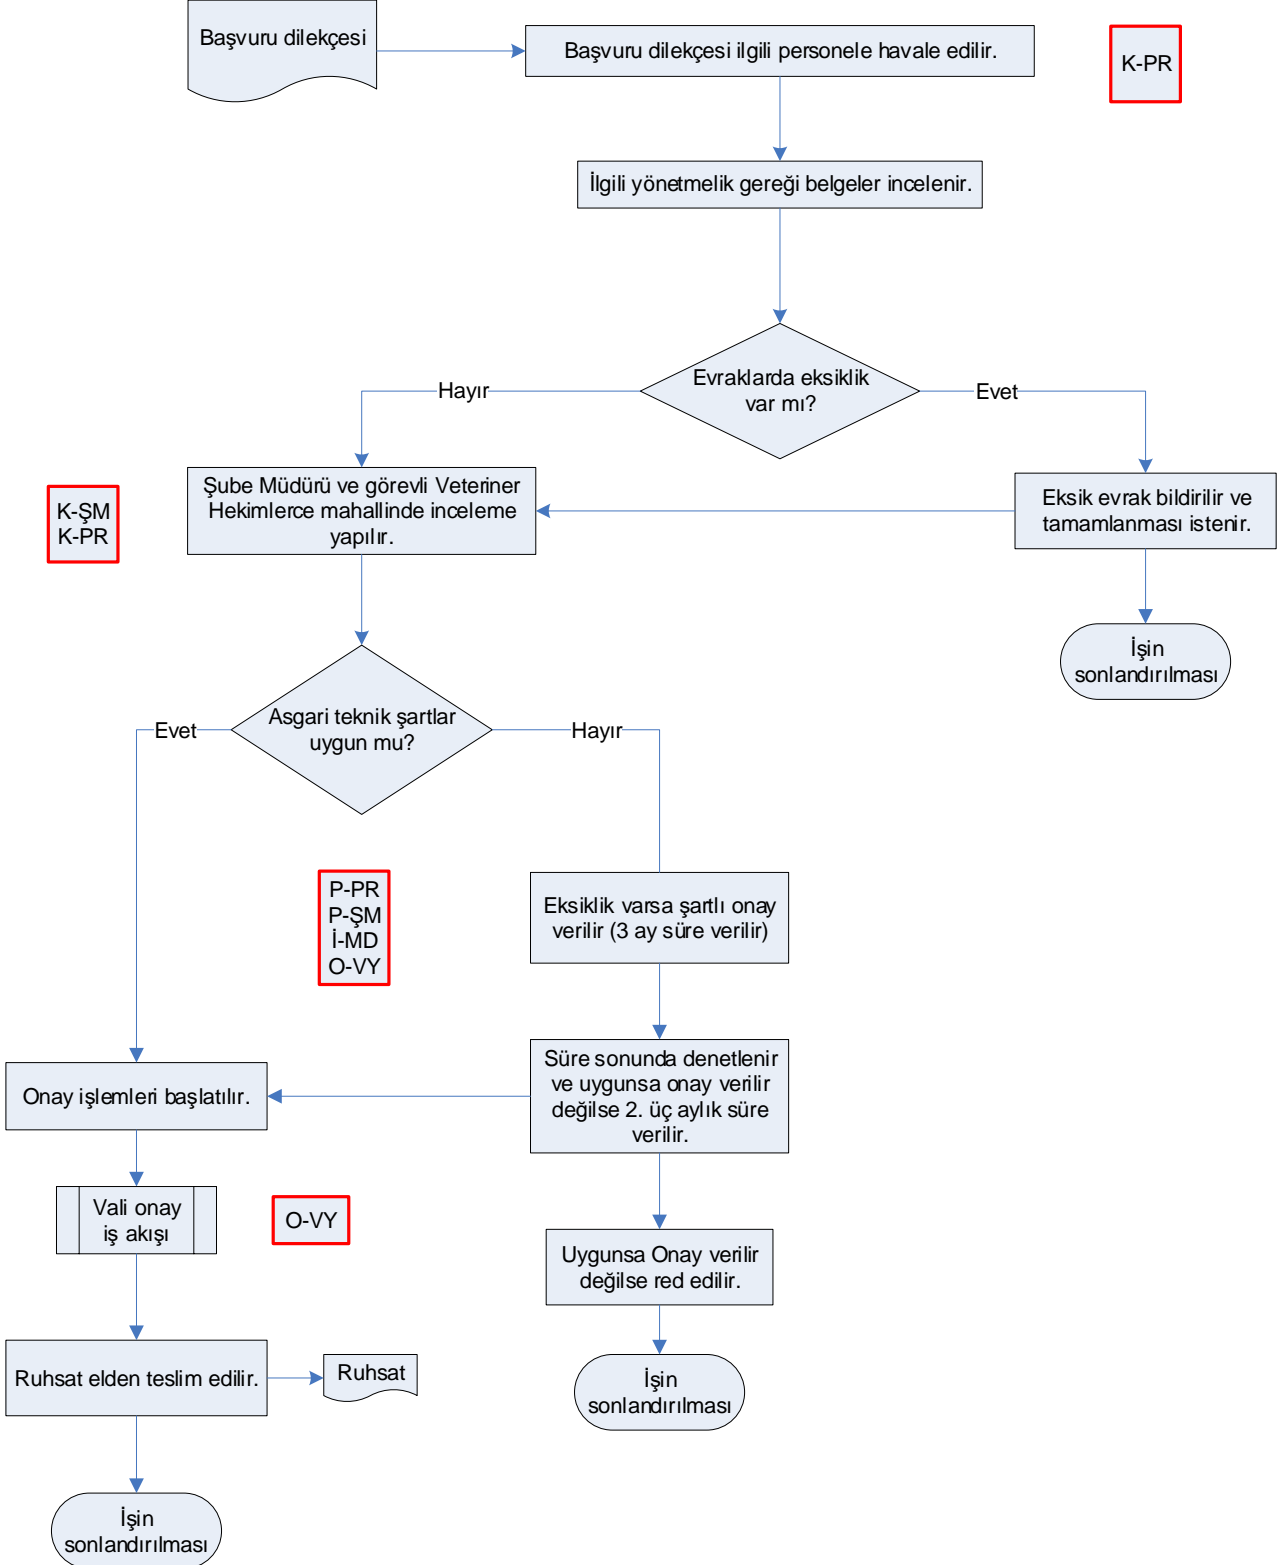 Başvuru dilekçesi
Başvuru dilekçesi ilgili personele havale edilir.
K-PR
İlgili yönetmelik gereği belgeler incelenir.
Evraklarda eksiklik
var mı?
Hayır
Evet
Şube Müdürü ve görevli Veteriner
Hekimlerce mahallinde inceleme
yapılır.
K-ŞM
K-PR
Eksik evrak bildirilir ve
tamamlanması istenir.
İşin
sonlandırılması
Asgari teknik şartlar
uygun mu?
Evet
Hayır
P-PR
P-ŞM
İ-MD
O-VY
Eksiklik varsa şartlı onay
verilir (3 ay süre verilir)
Süre sonunda denetlenir
ve uygunsa onay verilir
değilse 2. üç aylık süre
verilir.
Onay işlemleri başlatılır.
Vali onay
iş akışı
O-VY
Uygunsa Onay verilir
değilse red edilir.
Ruhsat elden teslim edilir.
Ruhsat
İşin
sonlandırılması
İşin
sonlandırılması